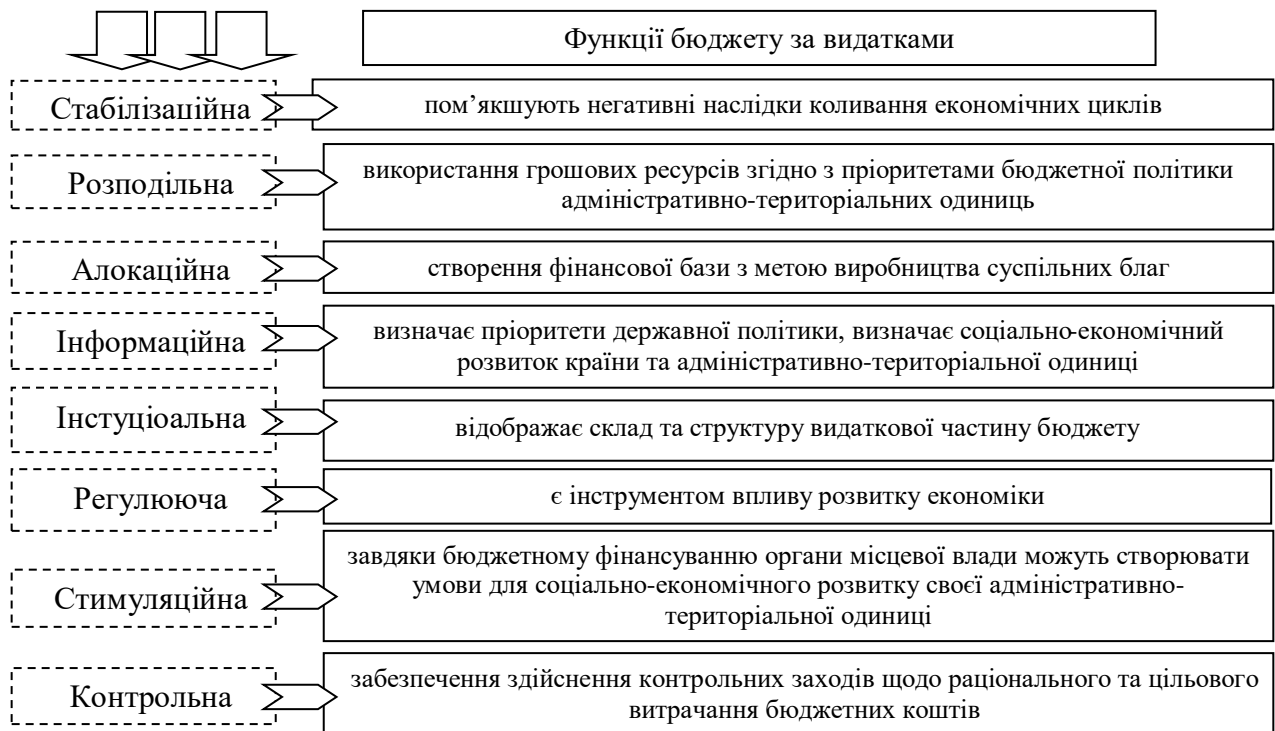 Функції бюджету за видатками
Стабілізаційна
пом’якшують негативні наслідки коливання економічних циклів
Розподільна
використання грошових ресурсів згідно з пріоритетами бюджетної політики
адміністративно-територіальних одиниць
Алокаційна
створення фінансової бази з метою виробництва суспільних благ
Інформаційна
визначає пріоритети державної політики, визначає соціально-економічний
розвиток країни та адміністративно-територіальної одиниці
Інстуціоальна
відображає склад та структуру видаткової частину бюджету
Регулююча
є інструментом впливу розвитку економіки
Стимуляційна
завдяки бюджетному фінансуванню органи місцевої влади можуть створювати
умови для соціально-економічного розвитку своєї адміністративно-
територіальної одиниці
Контрольна
забезпечення здійснення контрольних заходів щодо раціонального та цільового
витрачання бюджетних коштів